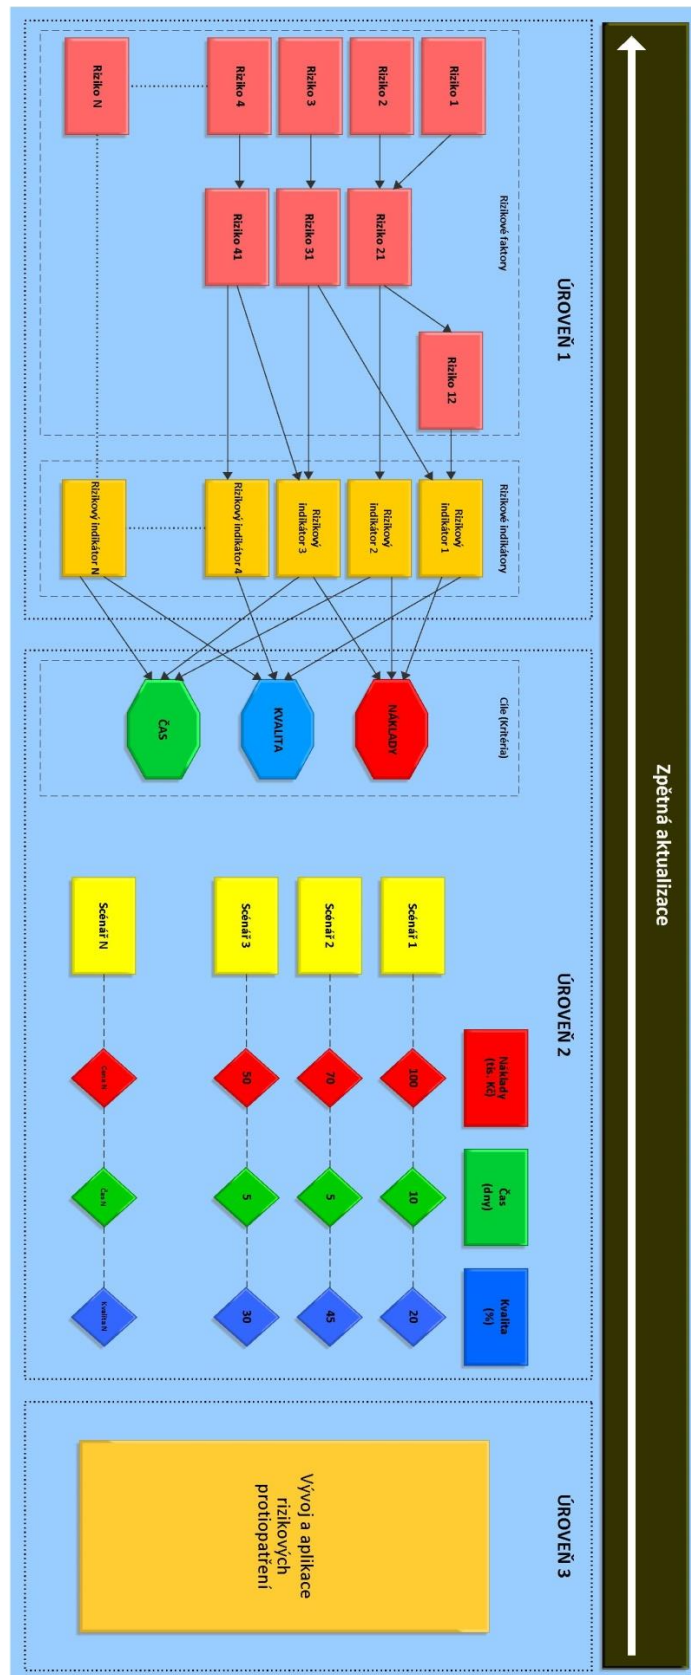 Zpětná aktualizace
ÚROVEŇ 1
Rizikové faktory
Riziko 1
Riziko 2
Riziko 3
Riziko 4
Riziko N
Riziko 21
Riziko 31
Riziko 41
Riziko 12
Rizikové indikátory
Rizikový
indikátor 1
Rizikový
indikátor 2
Rizikový
indikátor 3
Rizikový indikátor 4
Rizikový indikátor N
ÚROVEŇ 2
Cíle (Kritéria)
NÁKLADY
KVALITA
ČAS
Náklady
(tis. Kč)
Čas
(dny)
Kvalita
(%)
Scénář 1
100
10
20
Scénář 2
70
5
45
Scénář 3
50
5
30
Scénář N
Cena N
Čas N
Kvalita N
ÚROVEŇ 3
Vývoj a aplikace
rizikových
protiopatření